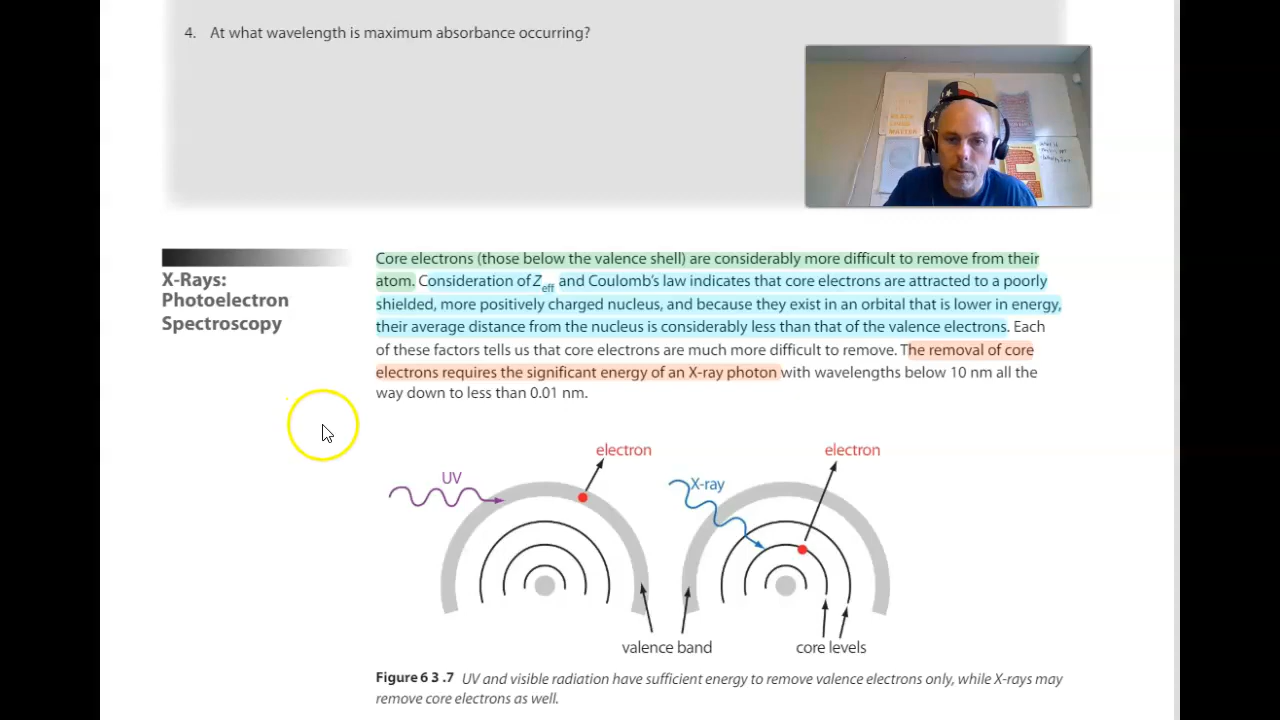 4. At what wavelength is maximum absorbance occurring?
BLACK
LIVES
MATTER
X-Rays:
Photoelectron
Spectroscopy
Core electrons (those below the valence shell) are considerably more difficult to remove from their
atom. Consideration of Zeff and Coulomb's law indicates that core electrons are attracted to a poorly
shielded, more positively charged nucleus, and because they exist in an orbital that is lower in energy,
their average distance from the nucleus is considerably less than that of the valence electrons. Each
of these factors tells us that core electrons are much more difficult to remove. The removal of core
electrons requires the significant energy of an X-ray photon with wavelengths below 10 nm all the
way down to less than 0.01 nm.
electron
electron
UV
X-ray
valence band
core levels
Figure 6 3 .7 UV and visible radiation have sufficient energy to remove valence electrons only, while X-rays may
remove core electrons as well.